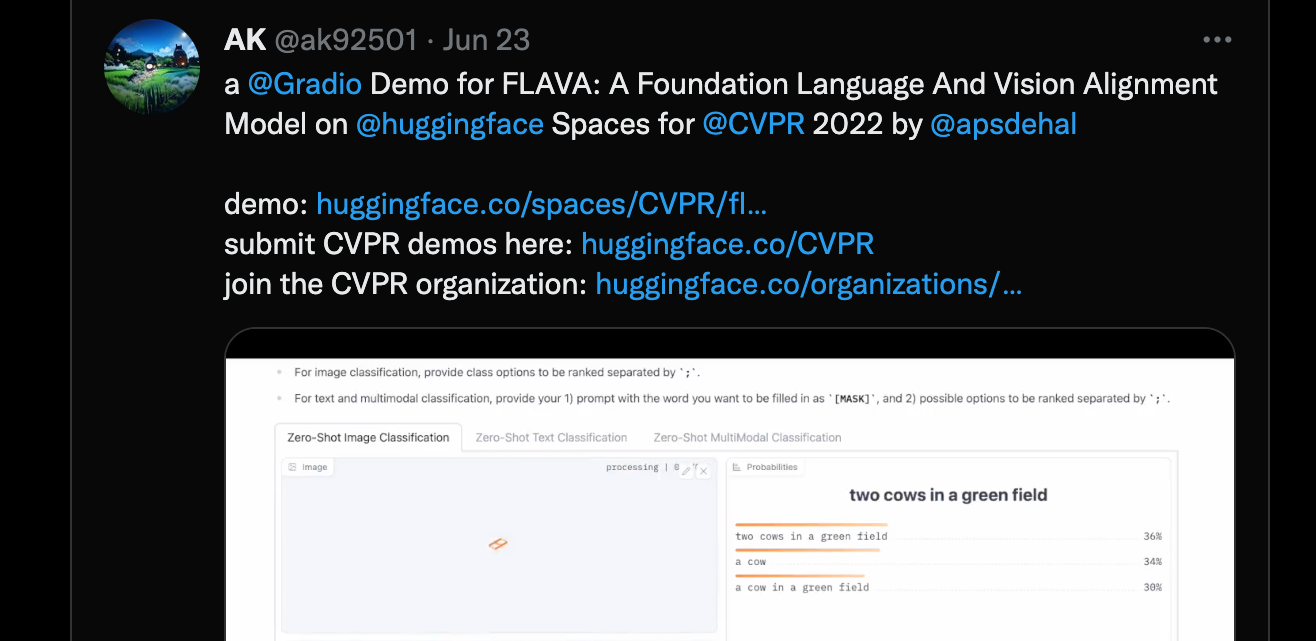 AK @ak92501 · Jun 23
a @Gradio Demo for FLAVA: A Foundation Language And Vision Alignment
Model on @huggingface Spaces for @CVPR 2022 by @apsdehal
demo: huggingface.co/spaces/CVPR/fl…
submit CVPR demos here: huggingface.co/CVPR
join the CVPR organization: huggingface.co/organizations/…
For image classification, provide class options to be ranked separated by `;`.
For text and multimodal classification, provide your 1) prompt with the word you want to be filled in as `[MASK]`, and 2) possible options to be ranked separated by `;`.
Zero-Shot Image Classification Zero-Shot Text Classification Zero-Shot MultiModal Classification
Image processing | Probabilities
two cows in a green field
two cows in a green field 36%
a cow 34%
a cow in a green field 30%